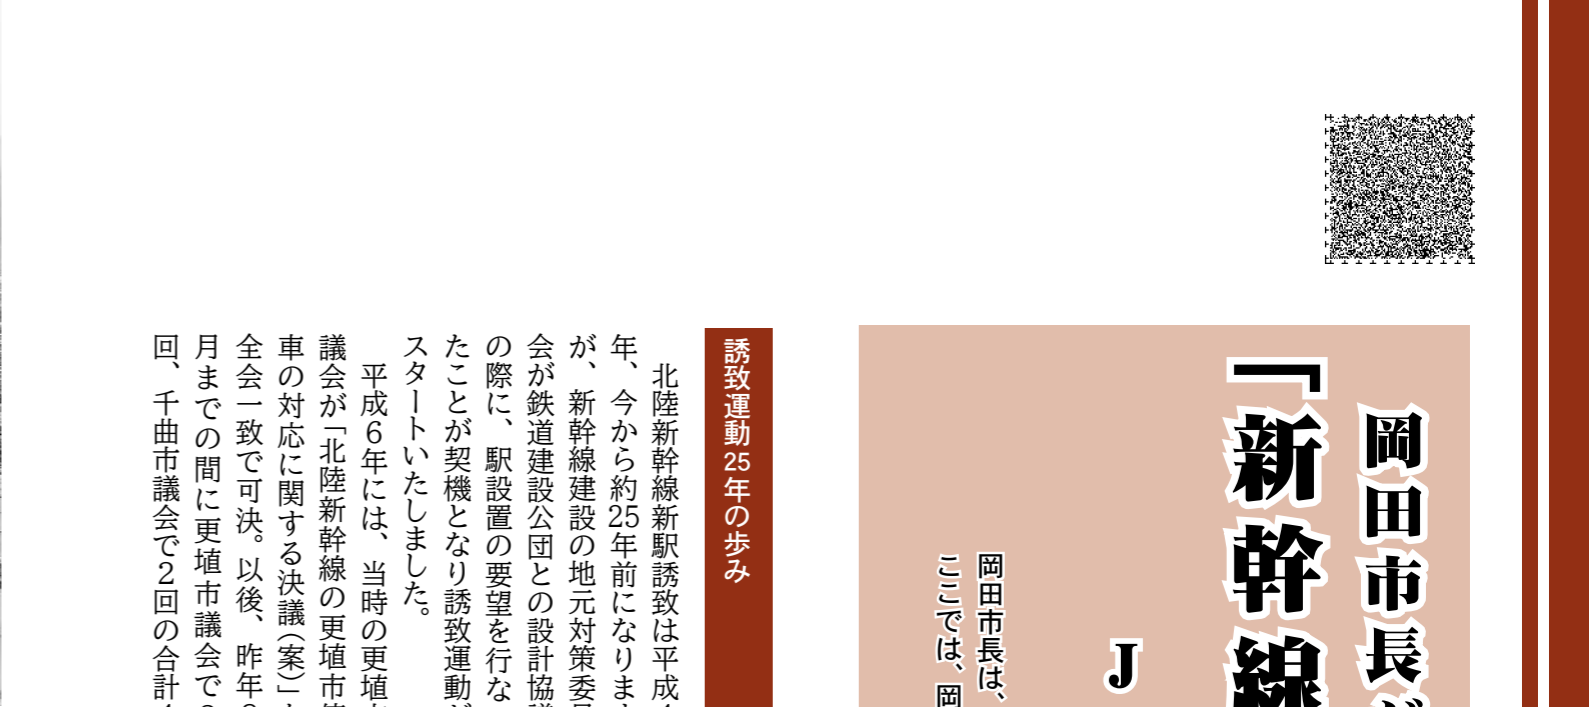 岡田市長が
「新幹線
J
岡田市長は、
ここでは、岡
誘致運動25年の歩み
北陸新幹線新駅誘致は平成
年、今から約25年前になりま
が、新幹線建設の地元対策委員
会が鉄道建設公団との設計協議
の際に、駅設置の要望を行な
たことが契機となり誘致運動が
スタートいたしました。
平成6年には、当時の更埴市
議会が「北陸新幹線の更埴市
車の対応に関する決議(案)」を
全会一致で可決。以後、昨年
月までの間に更埴市議会で
回、千曲市議会で2回の合計